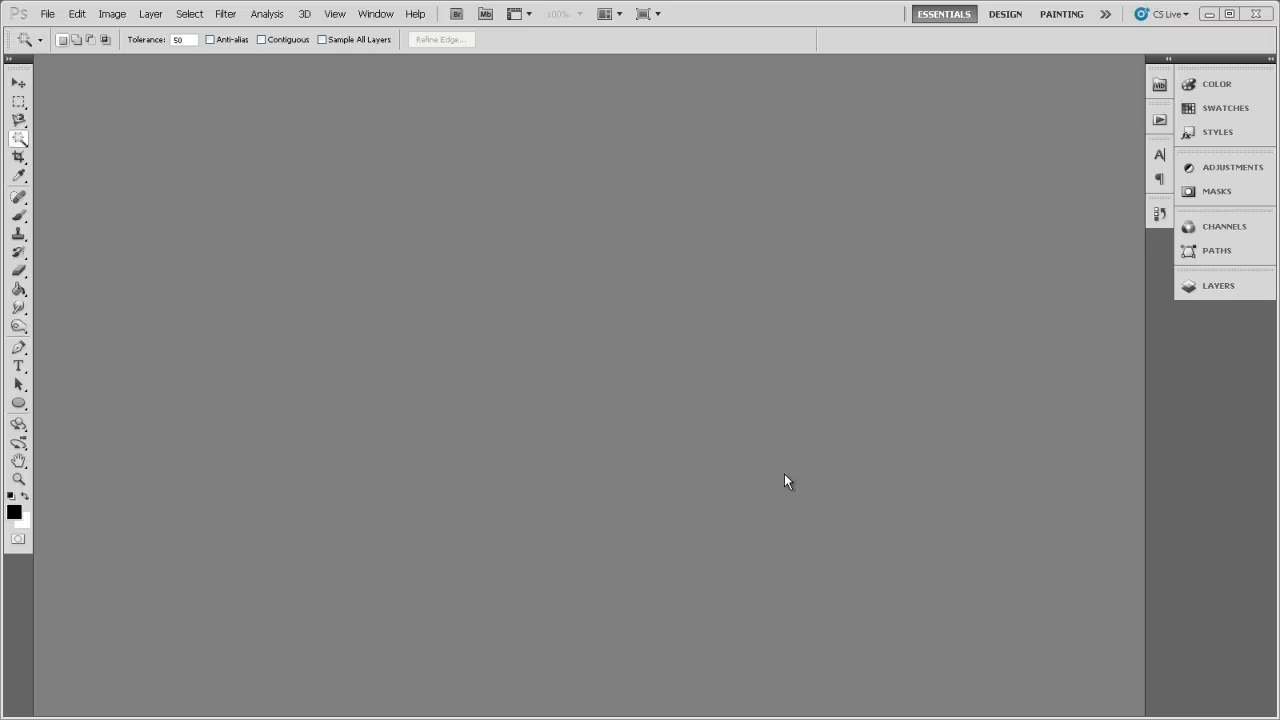 Ps File Edit Image Layer Select Filter Analysis 3D View Window Help Br Mb 100% ESSENTIALS DESIGN PAINTING CS Live
Tolerance: 50 Anti-alias Contiguous Sample All Layers Refine Edge...
Mb COLOR
SWATCHES
STYLES
ADJUSTMENTS
MASKS
CHANNELS
PATHS
LAYERS